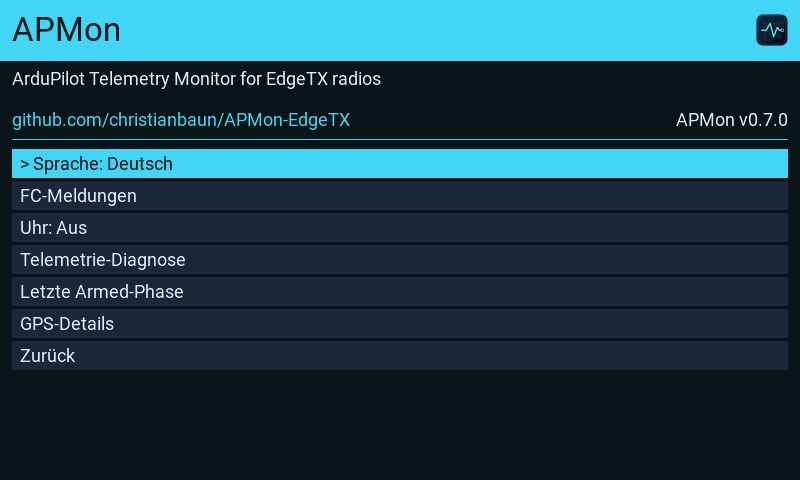 APMon
ArduPilot Telemetry Monitor for EdgeTX radios
github.com/christianbaun/APMon-EdgeTX APMon v0.7.0
> Sprache: Deutsch
FC-Meldungen
Uhr: Aus
Telemetrie-Diagnose
Letzte Armed-Phase
GPS-Details
Zurück